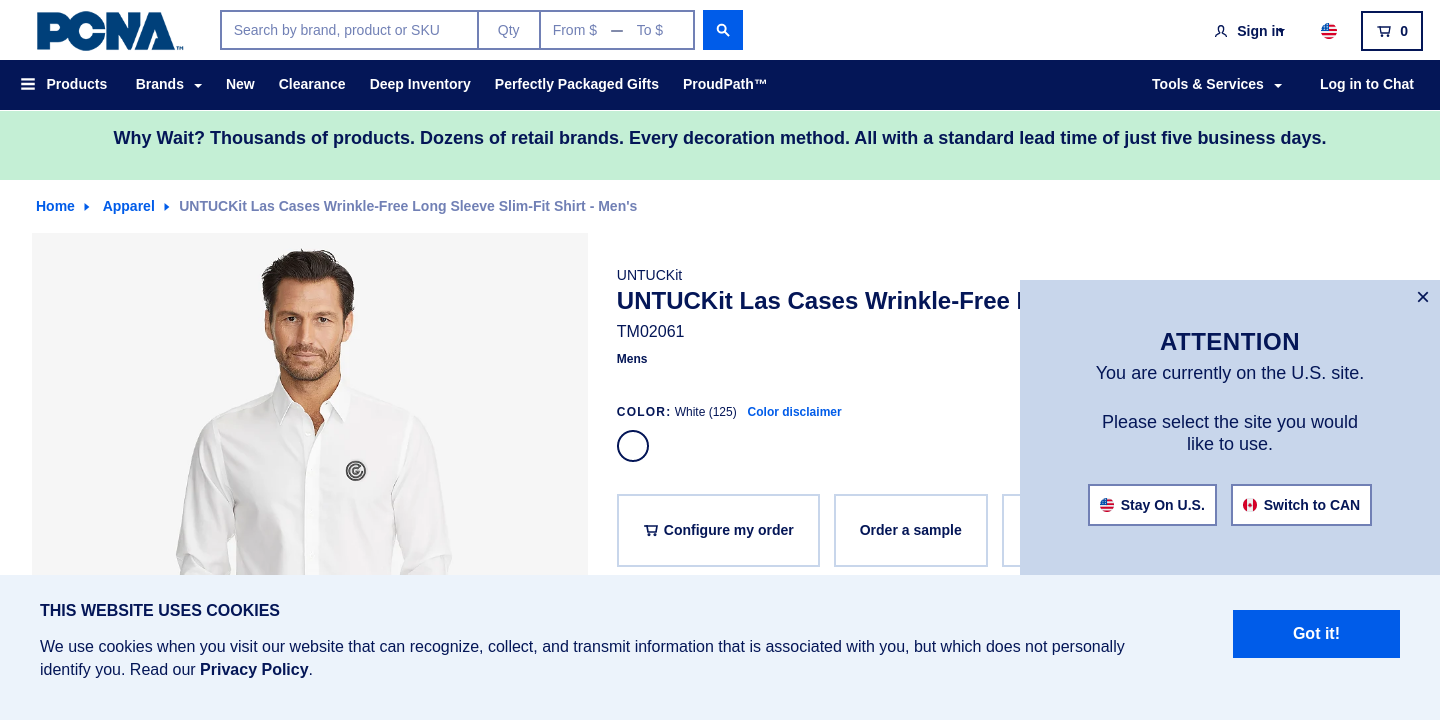 PCNA™
Search by brand, product or SKU
Qty
From $ — To $
Sign in
0
Products
Brands
New
Clearance
Deep Inventory
Perfectly Packaged Gifts
ProudPath™
Tools & Services
Log in to Chat
Why Wait? Thousands of products. Dozens of retail brands. Every decoration method. All with a standard lead time of just five business days.
Home
Apparel
UNTUCKit Las Cases Wrinkle-Free Long Sleeve Slim-Fit Shirt - Men's
UNTUCKit
UNTUCKit Las Cases Wrinkle-Free
TM02061
Mens
COLOR: White (125) Color disclaimer
Configure my order
Order a sample
×
ATTENTION
You are currently on the U.S. site.
Please select the site you would
like to use.
Stay On U.S.
Switch to CAN
THIS WEBSITE USES COOKIES
We use cookies when you visit our website that can recognize, collect, and transmit information that is associated with you, but which does not personally
identify you. Read our Privacy Policy.
Got it!